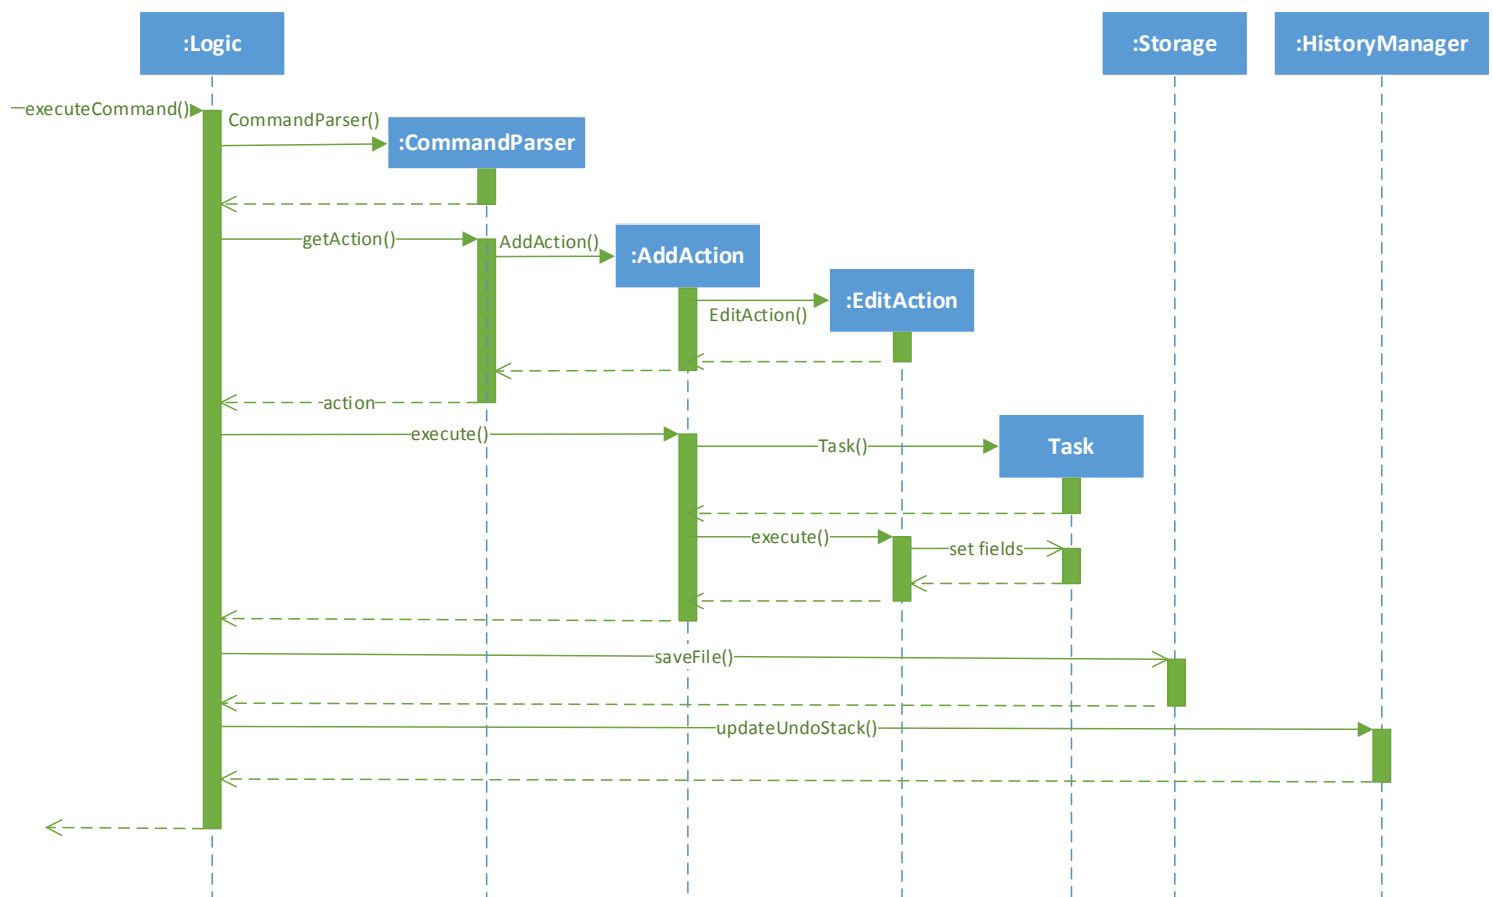 :Logic
:Storage
:HistoryManager
executeCommand()
CommandParser()
:CommandParser
getAction()
AddAction()
:AddAction
EditAction()
:EditAction
action
execute()
Task()
Task
execute()
set fields
saveFile()
updateUndoStack()